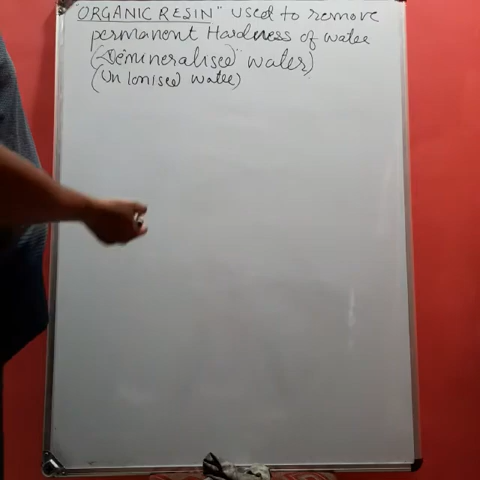 ORGANIC RESIN" used to remove
permanent Hardness of water
(Demineralised water)
(Un Ionised water)